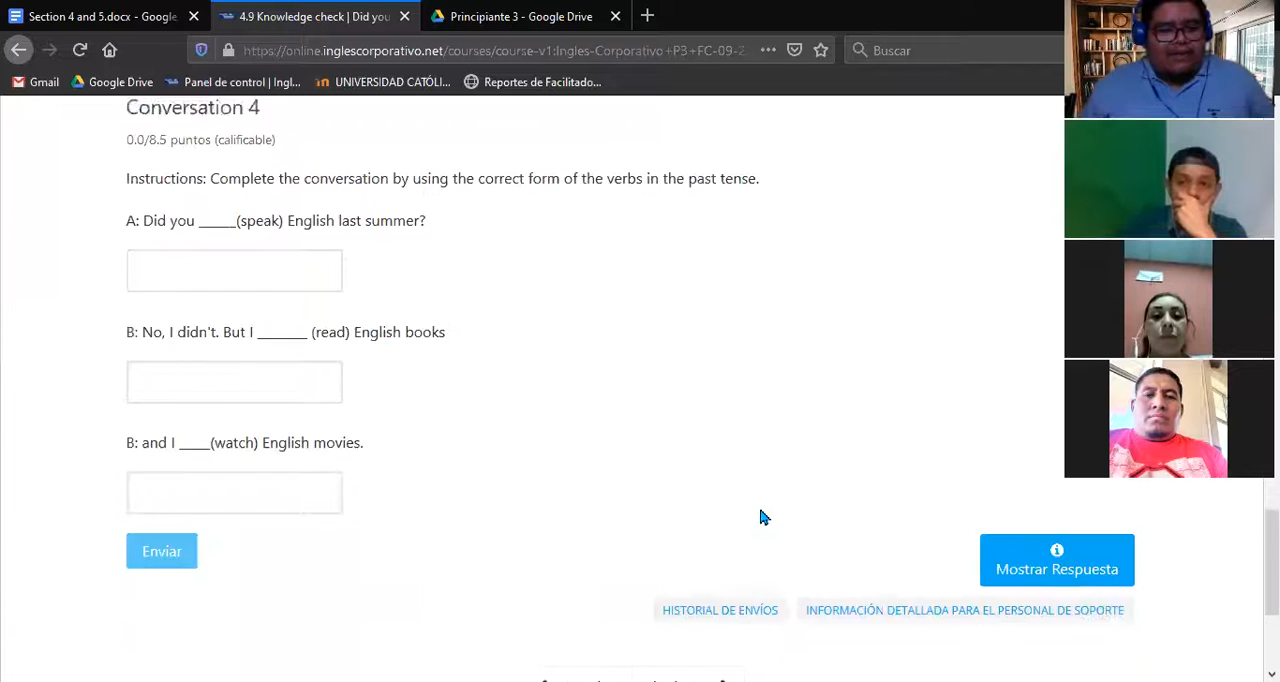 Section 4 and 5.docx - Google
4.9 Knowledge check | Did you
Principiante 3 - Google Drive
https://online.inglescorporativo.net/courses/course-v1:Ingles-Corporativo+P3+FC-09-2
Buscar
Gmail
Google Drive
Panel de control | Ingl...
UNIVERSIDAD CATÓLI...
Reportes de Facilitado...
Conversation 4
0.0/8.5 puntos (calificable)
Instructions: Complete the conversation by using the correct form of the verbs in the past tense.
A: Did you _____(speak) English last summer?
B: No, I didn't. But I _______ (read) English books
B: and I ____(watch) English movies.
Enviar
Mostrar Respuesta
HISTORIAL DE ENVÍOS
INFORMACIÓN DETALLADA PARA EL PERSONAL DE SOPORTE